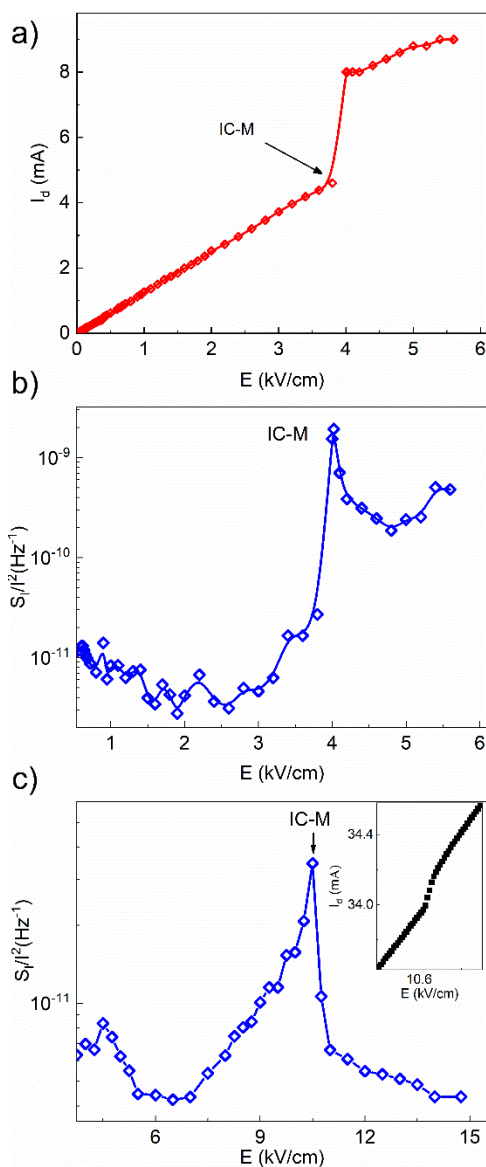 a)
8
6
4
2
0
I_d (mA)
IC-M
0 1 2 3 4 5 6
E (kV/cm)
b)
10^-9
10^-10
10^-11
S_I/I^2(Hz^-1)
IC-M
1 2 3 4 5 6
E (kV/cm)
c)
IC-M
10^-11
S_I/I^2(Hz^-1)
34.4
34.0
I_d (mA)
10.6
E (kV/cm)
6 9 12 15
E (kV/cm)